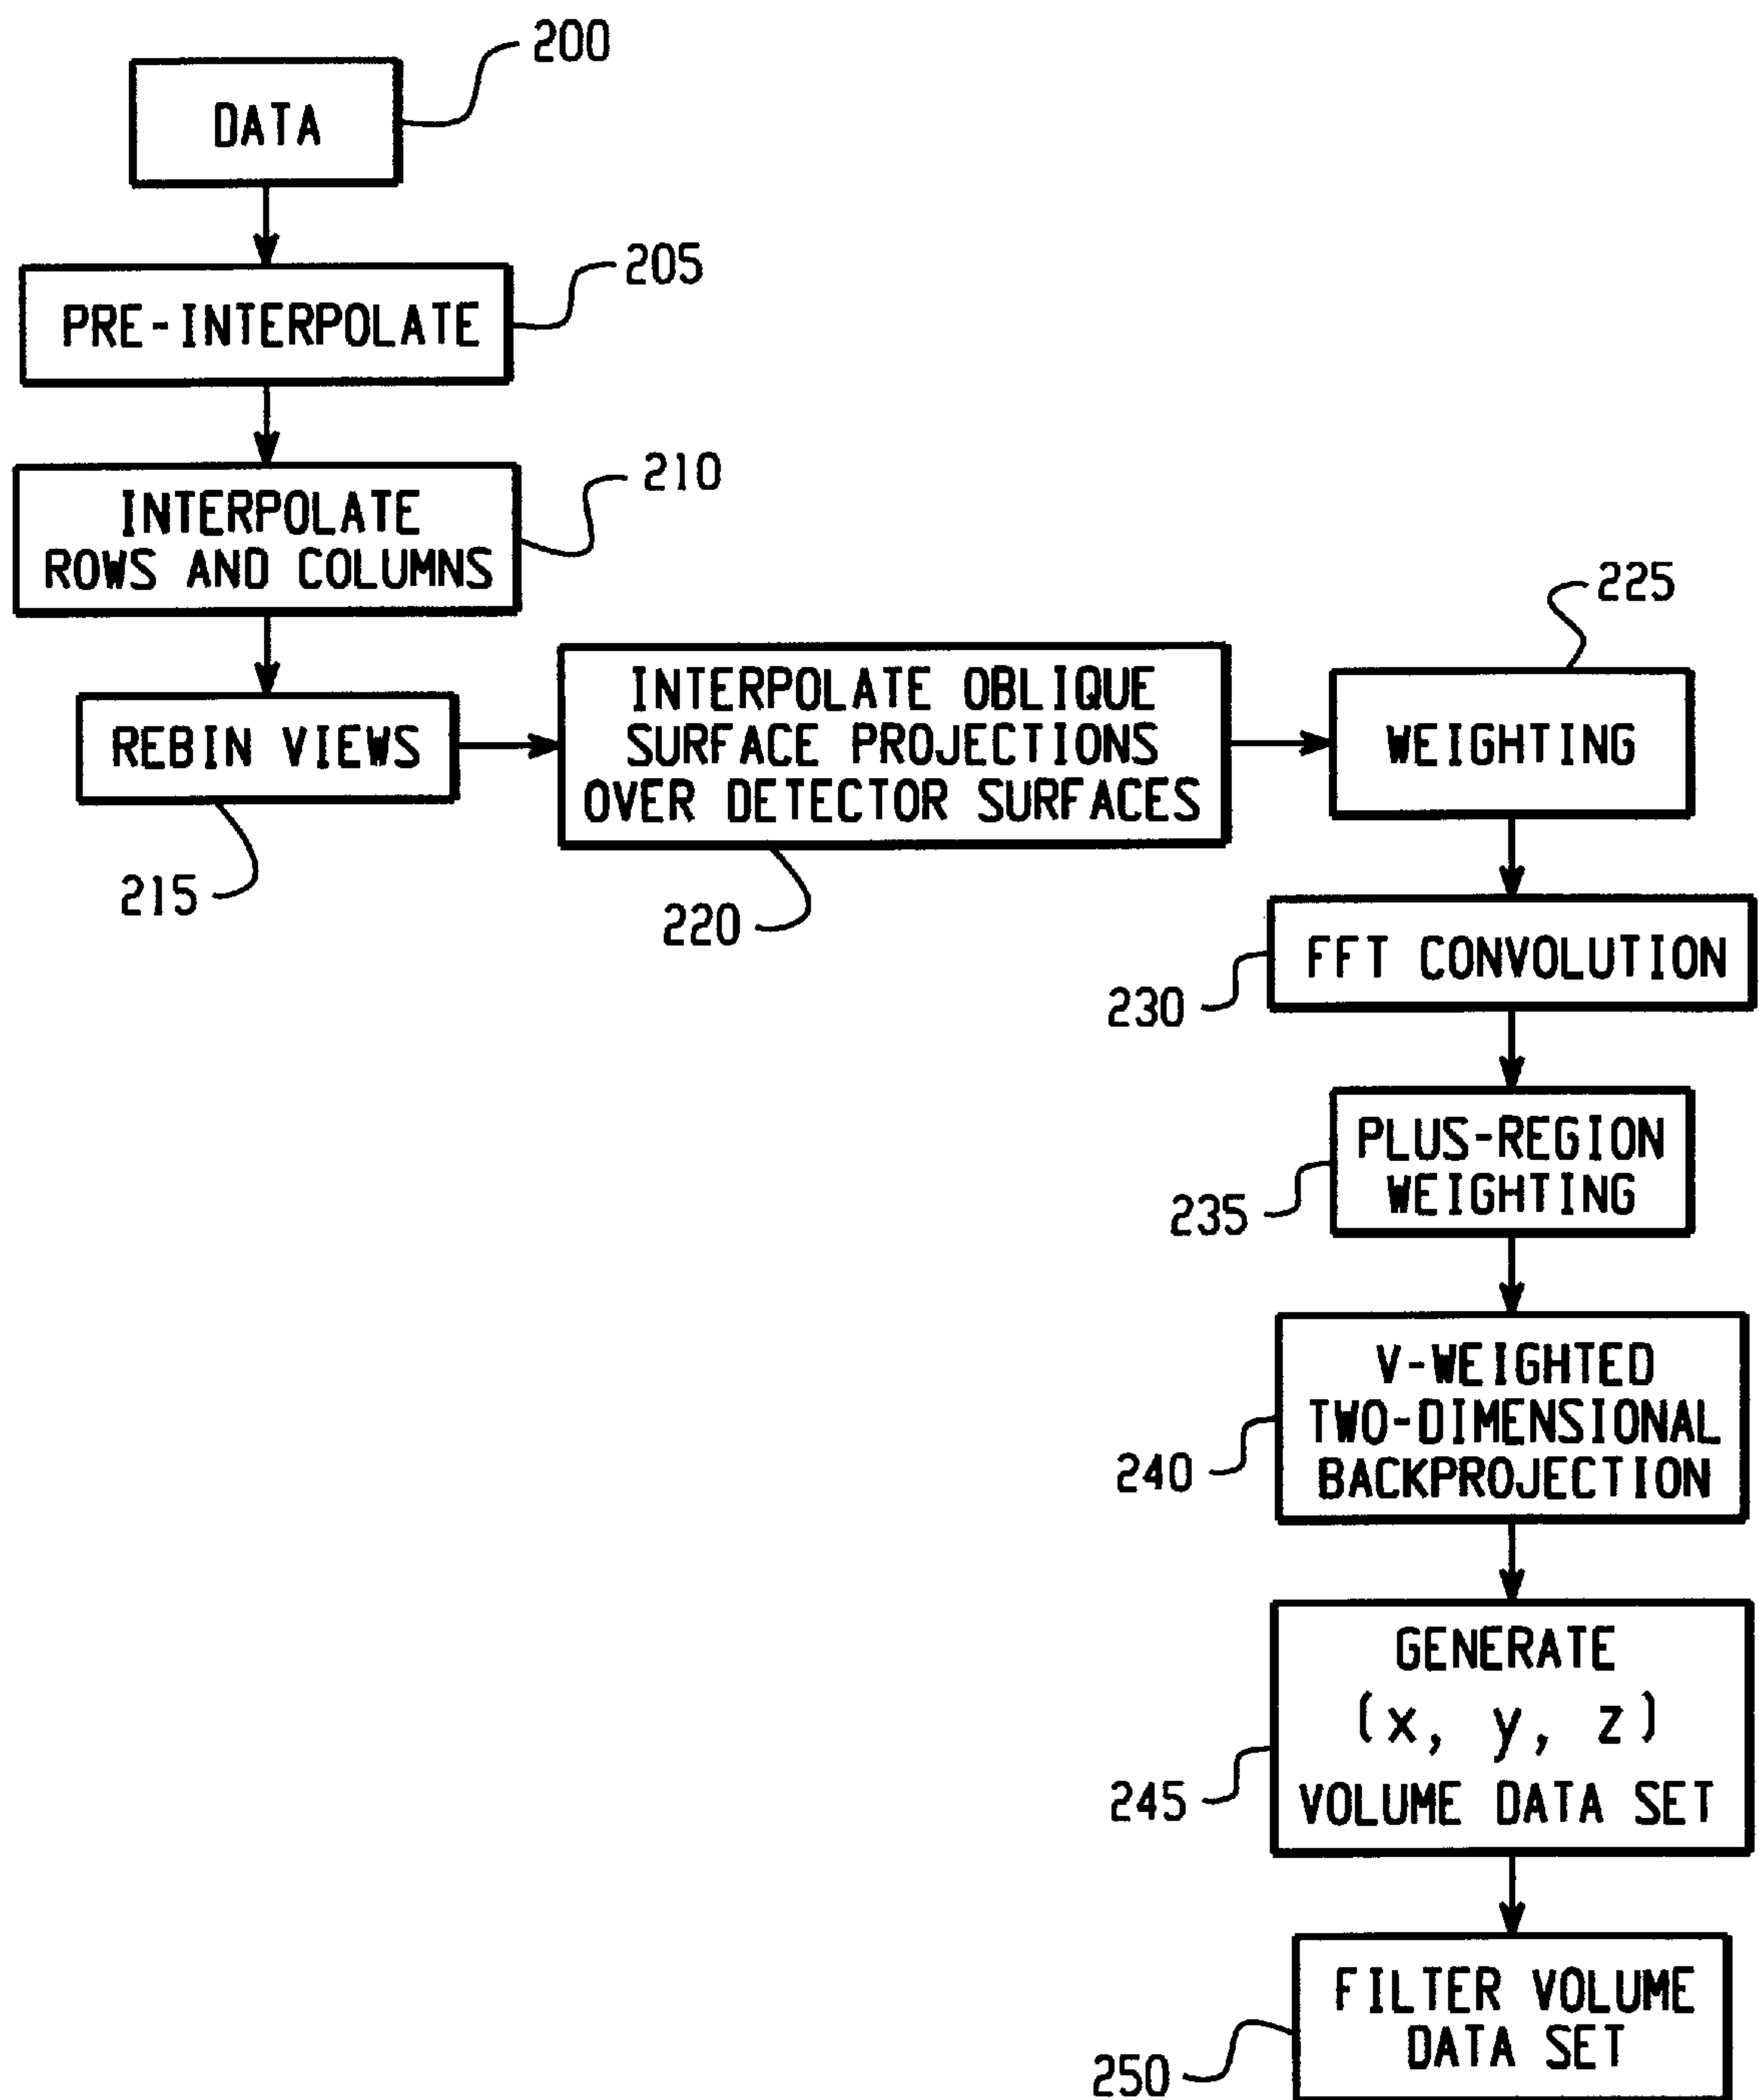 200
DATA
205
PRE-INTERPOLATE
210
INTERPOLATE
ROWS AND COLUMNS
REBIN VIEWS
215
INTERPOLATE OBLIQUE
SURFACE PROJECTIONS
OVER DETECTOR SURFACES
220
225
WEIGHTING
FFT CONVOLUTION
230
PLUS-REGION
WEIGHTING
235
V-WEIGHTED
TWO-DIMENSIONAL
BACKPROJECTION
240
GENERATE
(x, y, z)
VOLUME DATA SET
245
FILTER VOLUME
DATA SET
250